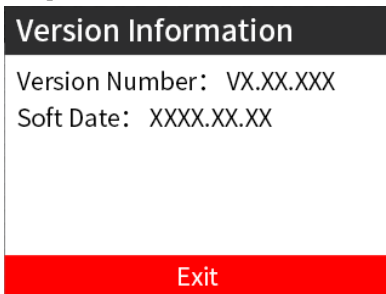 Version Information
Version Number： VX.XX.XXX
Soft Date： XXXX.XX.XX
Exit